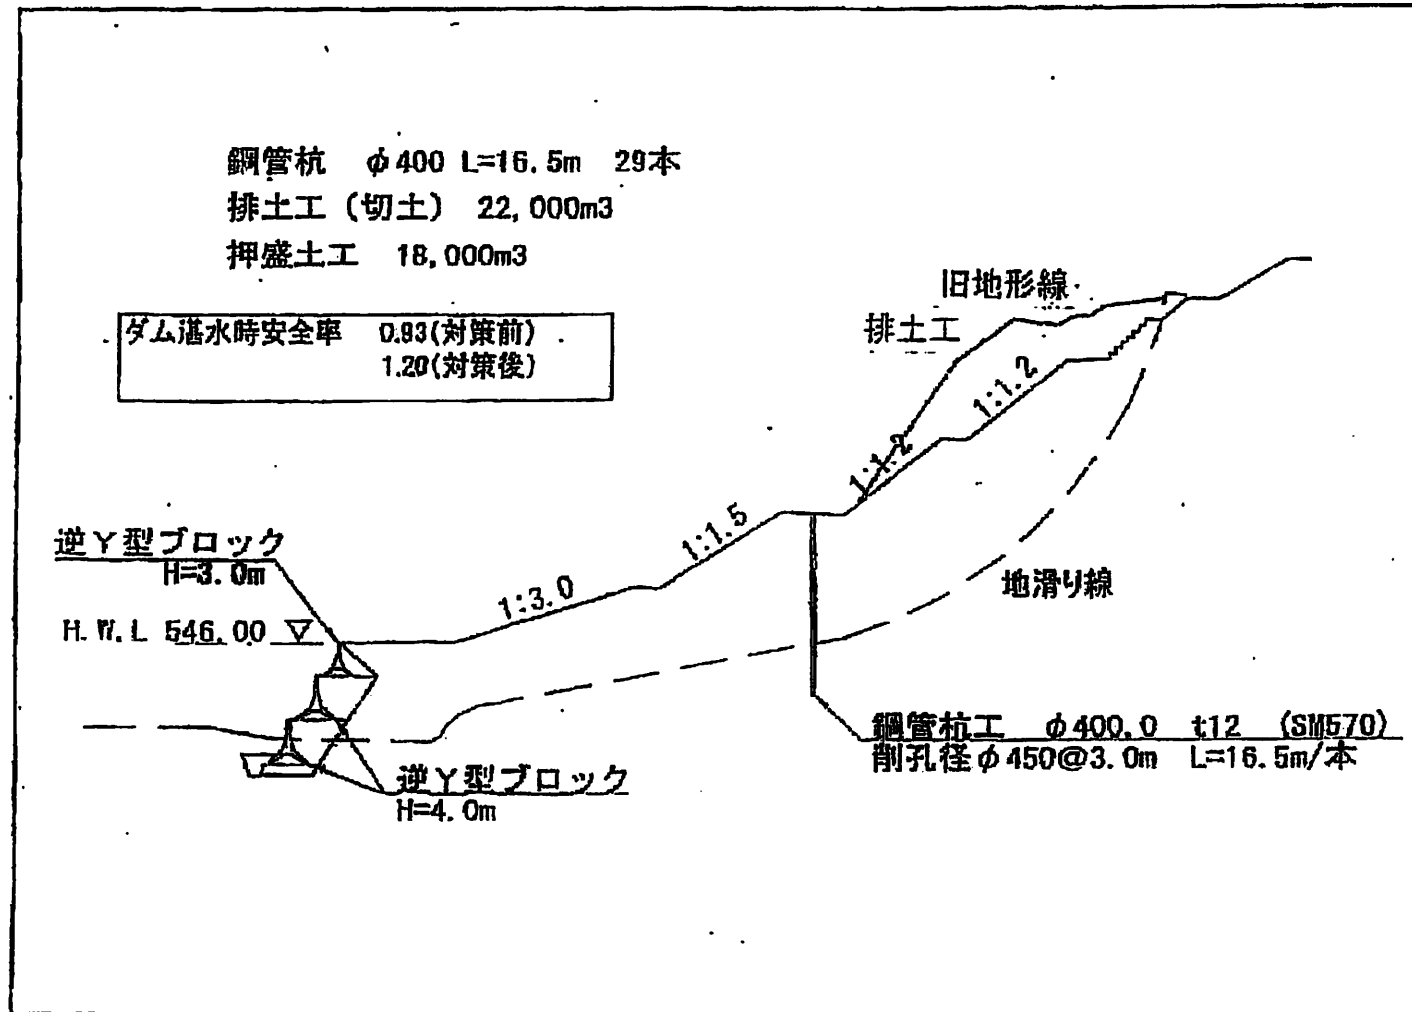 鋼管杭 φ400 L=16.5m 29本
排土工(切土) 22,000m3
押盛土工 18,000m3
ダム湛水時安全率 0.93(対策前)
1.20(対策後)
旧地形線
排土工
1:1.2
1:1.2
1:1.5
1:3.0
逆Y型ブロック
H=3.0m
H.W.L 546.00
地滑り線
鋼管杭工 φ400.0 t12 (SM570)
削孔径φ450@3.0m L=16.5m/本
逆Y型ブロック
H=4.0m